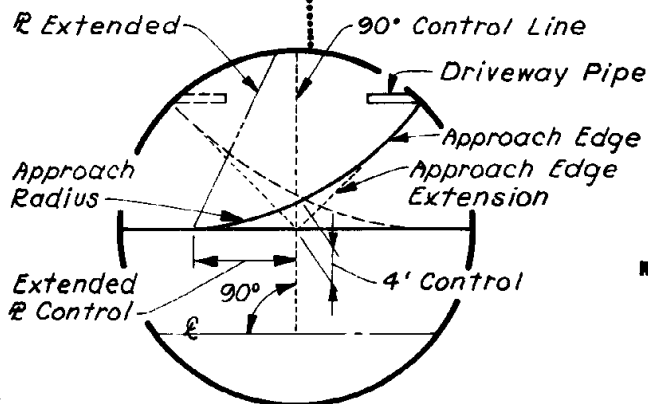 ⅊ Extended
90° Control Line
Driveway Pipe
Approach Edge
Approach
Radius
Approach Edge
Extension
Extended
⅊ Control
90°
4' Control
℄